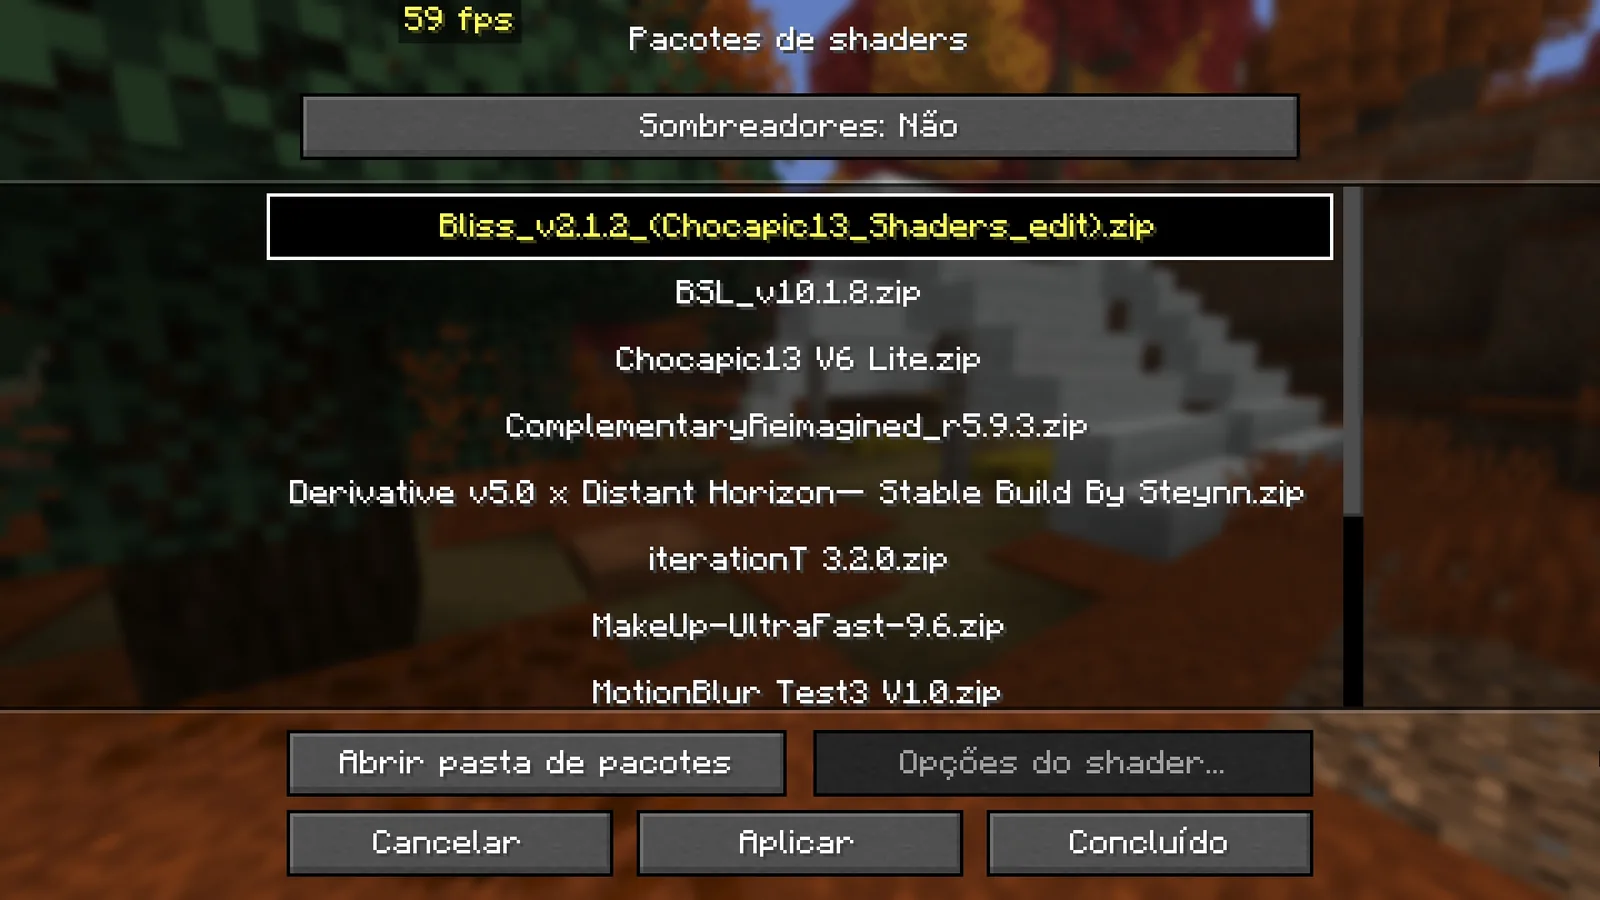 59 fps
Pacotes de shaders
Sombreadores: Não
Bliss_v2.1.2_(Chocapic13_Shaders_edit).zip
BSL_v10.1.8.zip
Chocapic13 V6 Lite.zip
ComplementaryReimagined_r5.9.3.zip
Derivative v5.0 x Distant Horizon— Stable Build By Steynn.zip
iterationT 3.2.0.zip
MakeUp-UltraFast-9.6.zip
MotionBlur Test3 V1.0.zip
Abrir pasta de pacotes
Opções do shader...
Cancelar
Aplicar
Concluído